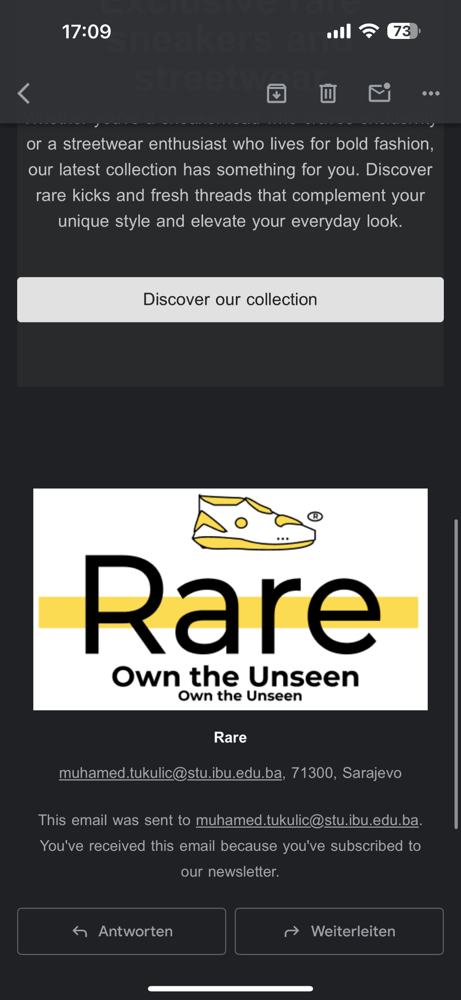 Exclusive rare
17:09
73
sneakers and
streetwear
Whether you're a sneakerhead who craves exclusivity
or a streetwear enthusiast who lives for bold fashion,
our latest collection has something for you. Discover
rare kicks and fresh threads that complement your
unique style and elevate your everyday look.
Discover our collection
R
Rare
Own the Unseen
Own the Unseen
Rare
muhamed.tukulic@stu.ibu.edu.ba, 71300, Sarajevo
This email was sent to muhamed.tukulic@stu.ibu.edu.ba.
You've received this email because you've subscribed to
our newsletter.
Antworten
Weiterleiten